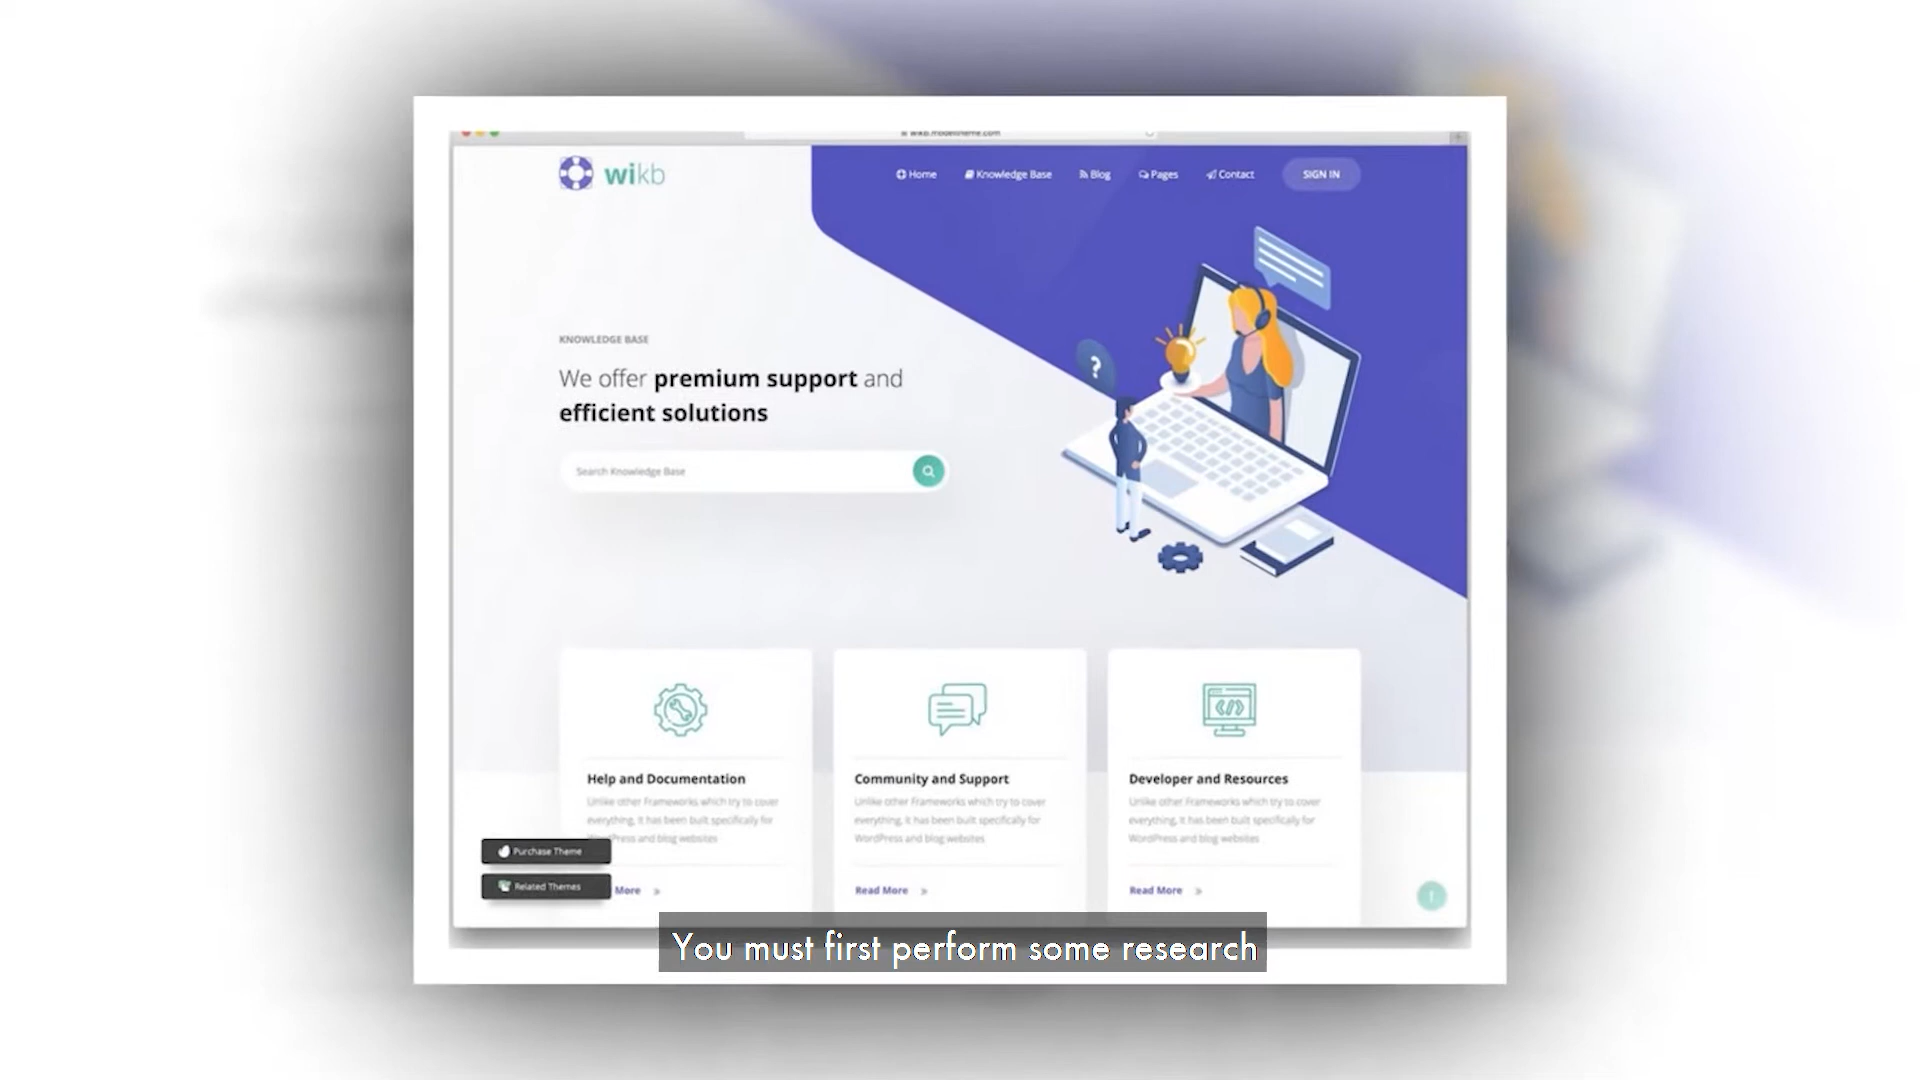 wikb.modeltheme.com
wikb
Home
Knowledge Base
Blog
Pages
Contact
SIGN IN
KNOWLEDGE BASE
We offer premium support and
efficient solutions
Search Knowledge Base
?
Help and Documentation
Unlike other Frameworks which try to cover
everything, it has been built specifically for
WordPress and blog websites
More »
Community and Support
Unlike other Frameworks which try to cover
everything, it has been built specifically for
WordPress and blog websites
Read More »
Developer and Resources
Unlike other Frameworks which try to cover
everything, it has been built specifically for
WordPress and blog websites
Read More »
Purchase Theme
Related Themes
You must first perform some research